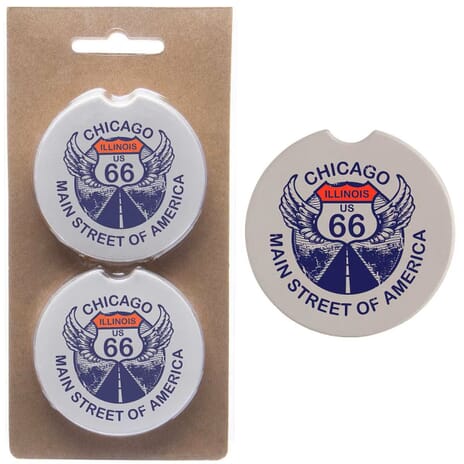 CHICAGO
ILLINOIS
US
66
MAIN STREET OF AMERICA
CHICAGO
ILLINOIS
US
66
MAIN STREET OF AMERICA
CHICAGO
ILLINOIS
US
66
MAIN STREET OF AMERICA